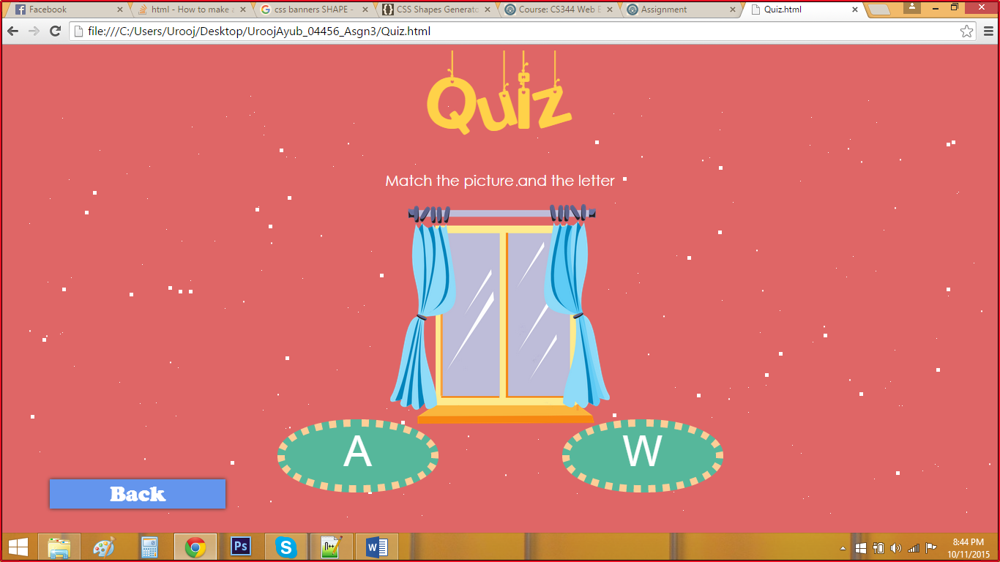 Facebook
html - How to make a
css banners SHAPE -
CSS Shapes Generato
Course: CS344 Web E
Assignment
Quiz.html
file:///C:/Users/Urooj/Desktop/UroojAyub_04456_Asgn3/Quiz.html
Quiz
Match the picture and the letter
A
W
Back
Ps
N++
W
8:44 PM
10/11/2015